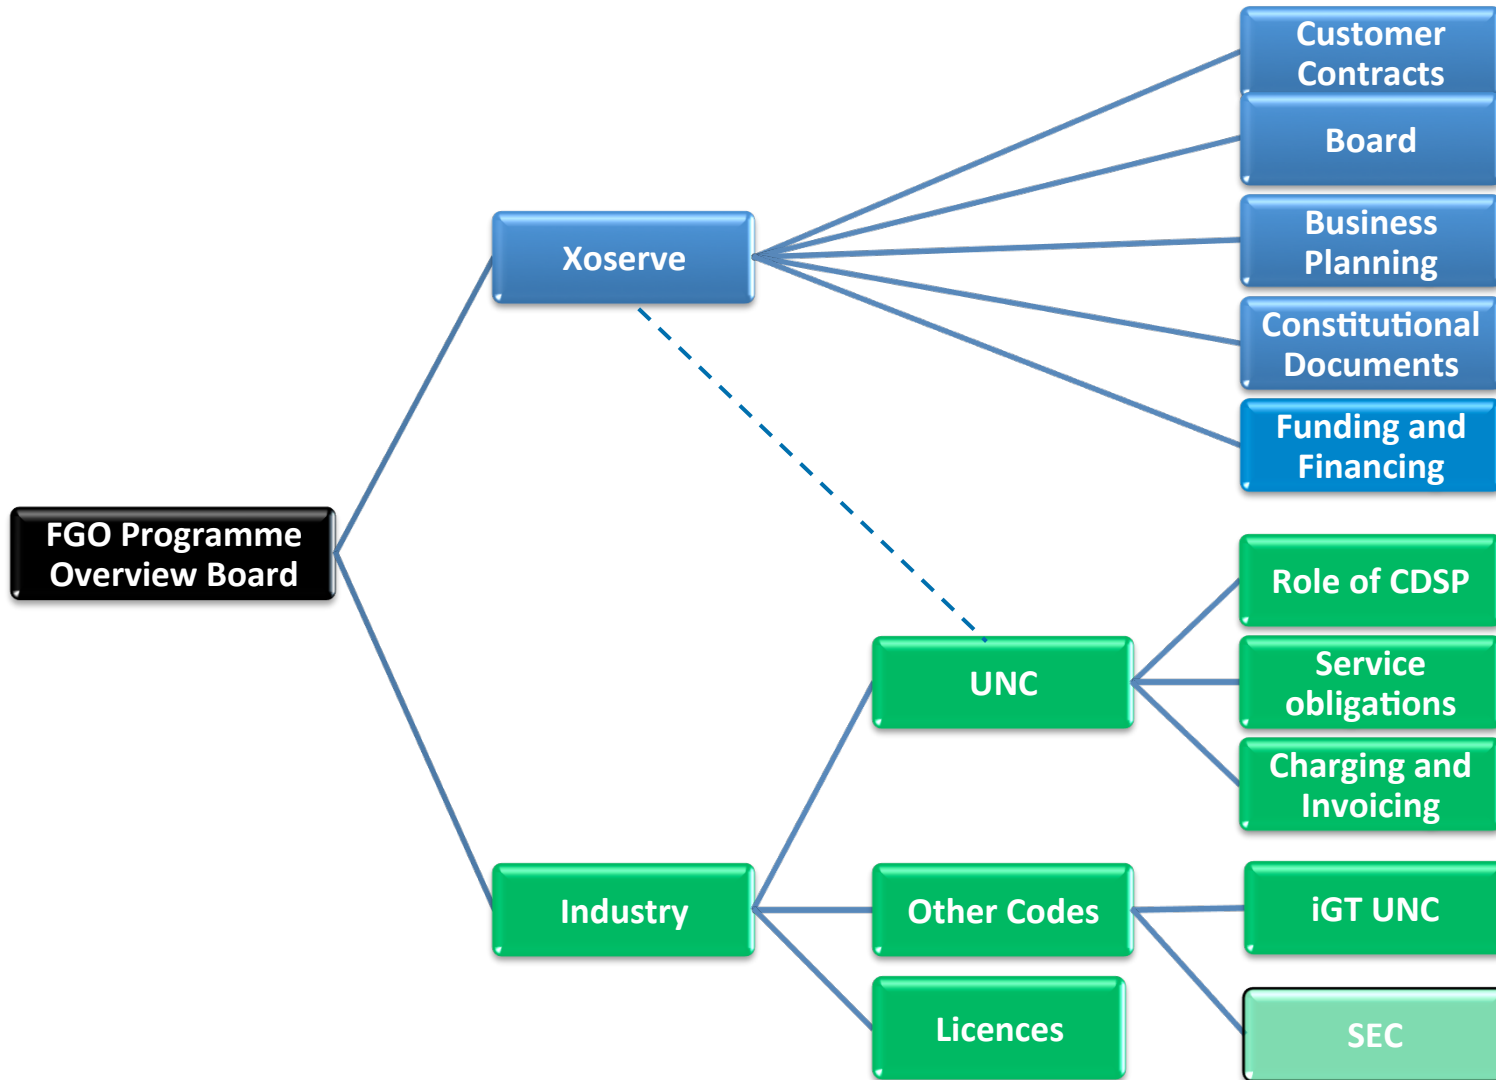 Customer
Contracts
Board
Xoserve
Business
Planning
Constitutional
Documents
Funding and
Financing
FGO Programme
Overview Board
Role of CDSP
UNC
Service
obligations
Charging and
Invoicing
Industry
Other Codes
iGT UNC
Licences
SEC